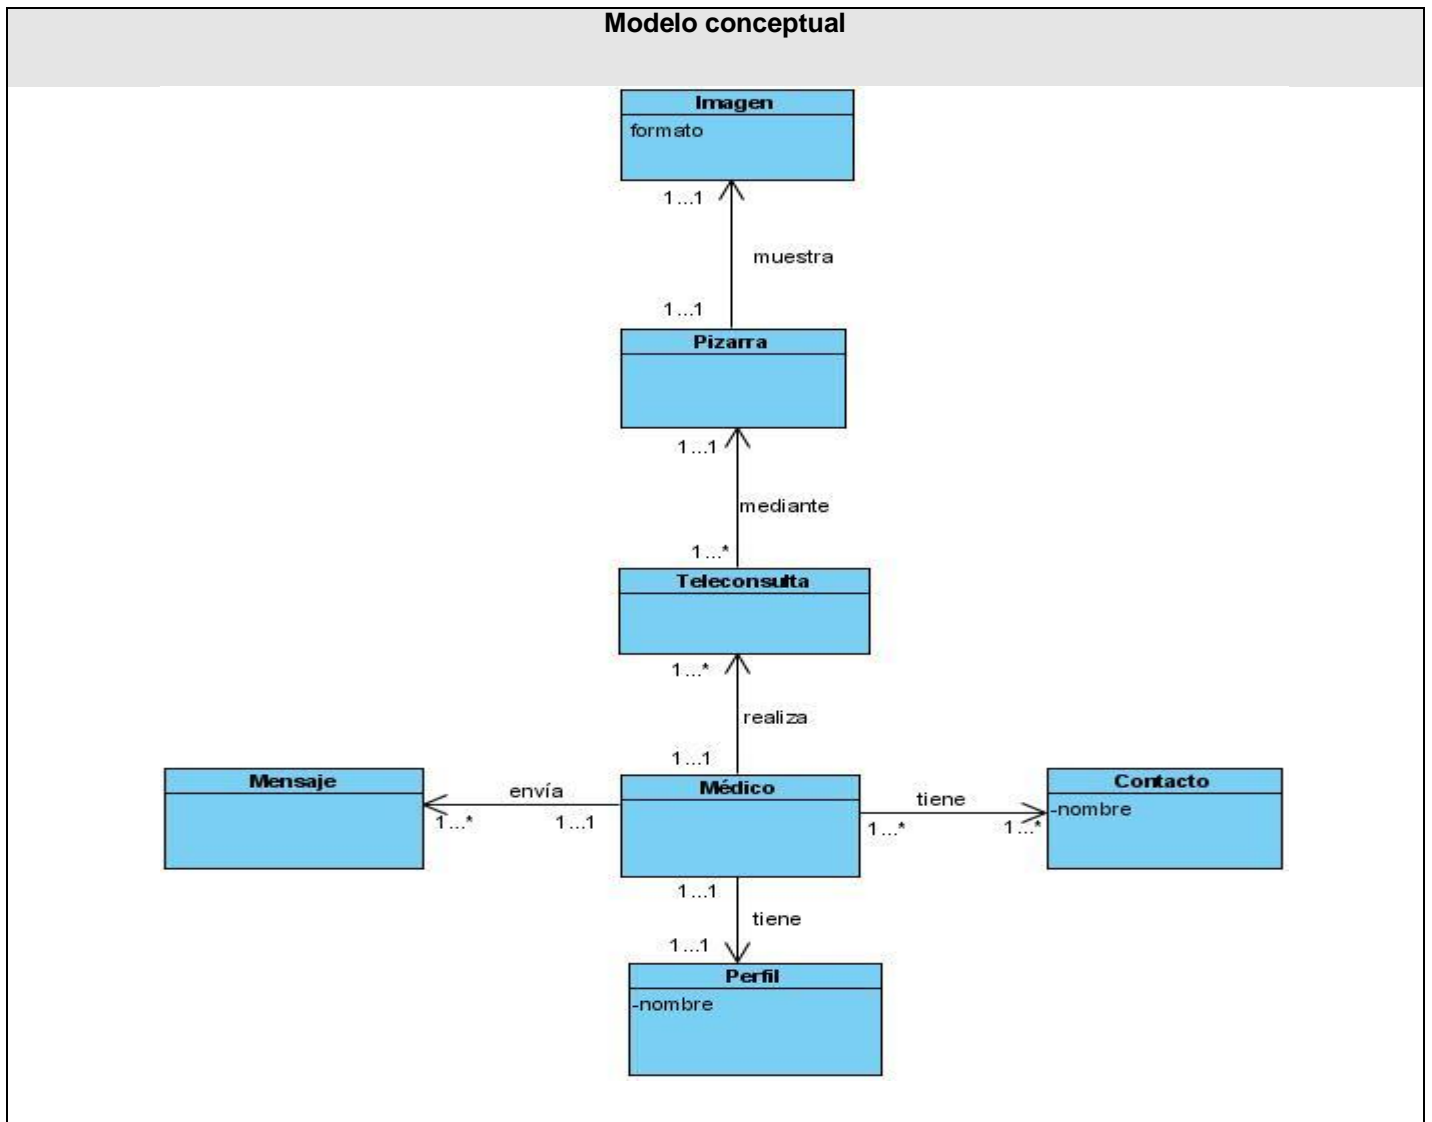 Modelo conceptual
Imagen
formato
1...1
muestra
1...1
Pizarra
1...1
mediante
1...*
Teleconsulta
1...*
realiza
1...1
Mensaje
envía
1...*
1...1
Médico
tiene
1...*
1...*
Contacto
-nombre
1...1
tiene
1...1
Perfil
-nombre